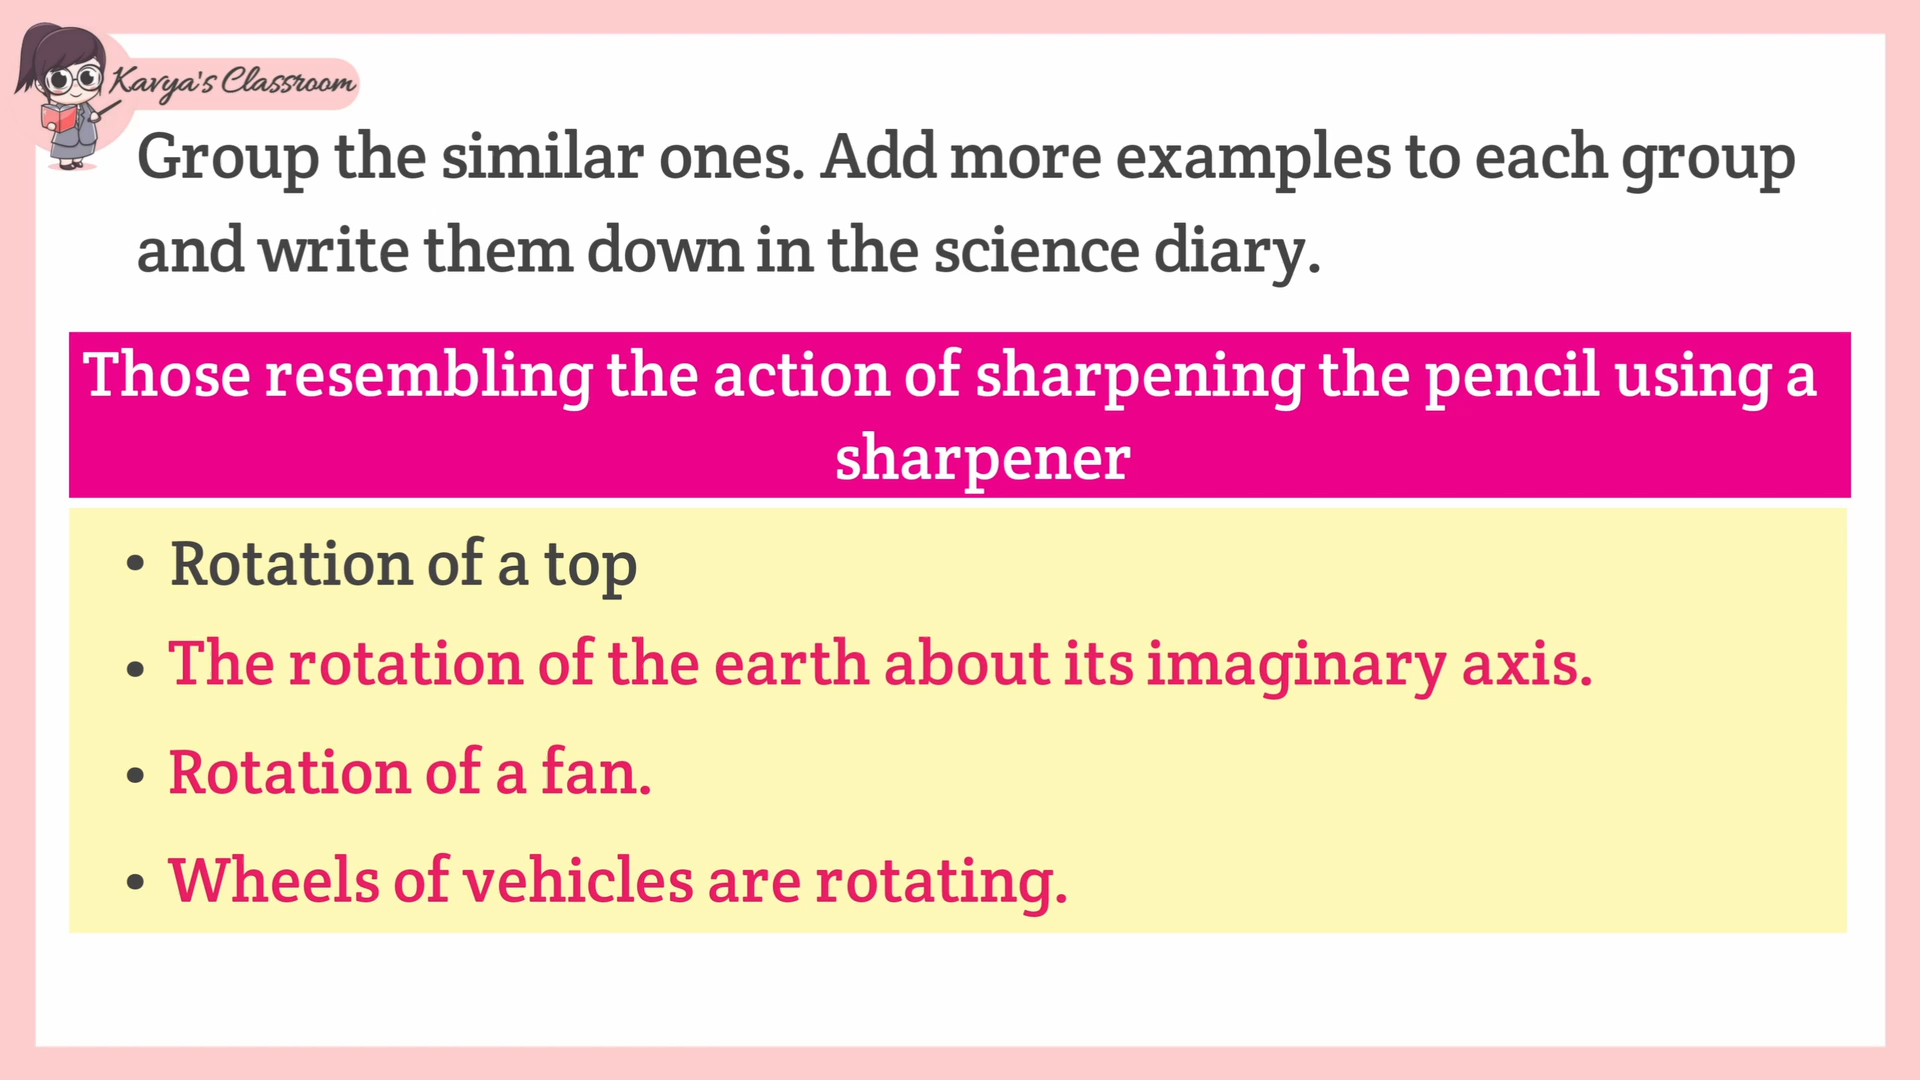 Kavya's Classroom
Group the similar ones. Add more examples to each group
and write them down in the science diary.
Those resembling the action of sharpening the pencil using a
sharpener
• Rotation of a top
• The rotation of the earth about its imaginary axis.
• Rotation of a fan.
• Wheels of vehicles are rotating.